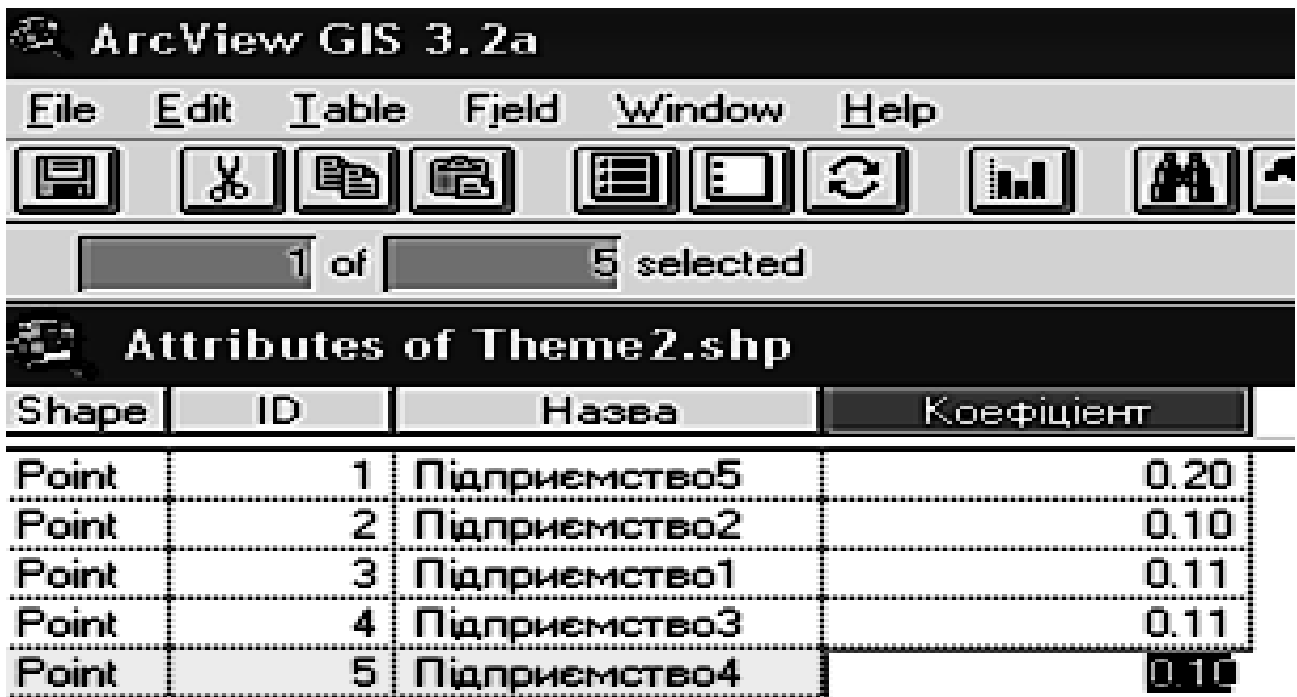 ArcView GIS 3.2a
File Edit Table Field Window Help
1 of 5 selected
Attributes of Theme2.shp
Shape ID Назва Коефіціент
Point 1 Підприємство5 0.20
Point 2 Підприємство2 0.10
Point 3 Підприємство1 0.11
Point 4 Підприємство3 0.11
Point 5 Підприємство4 0.10